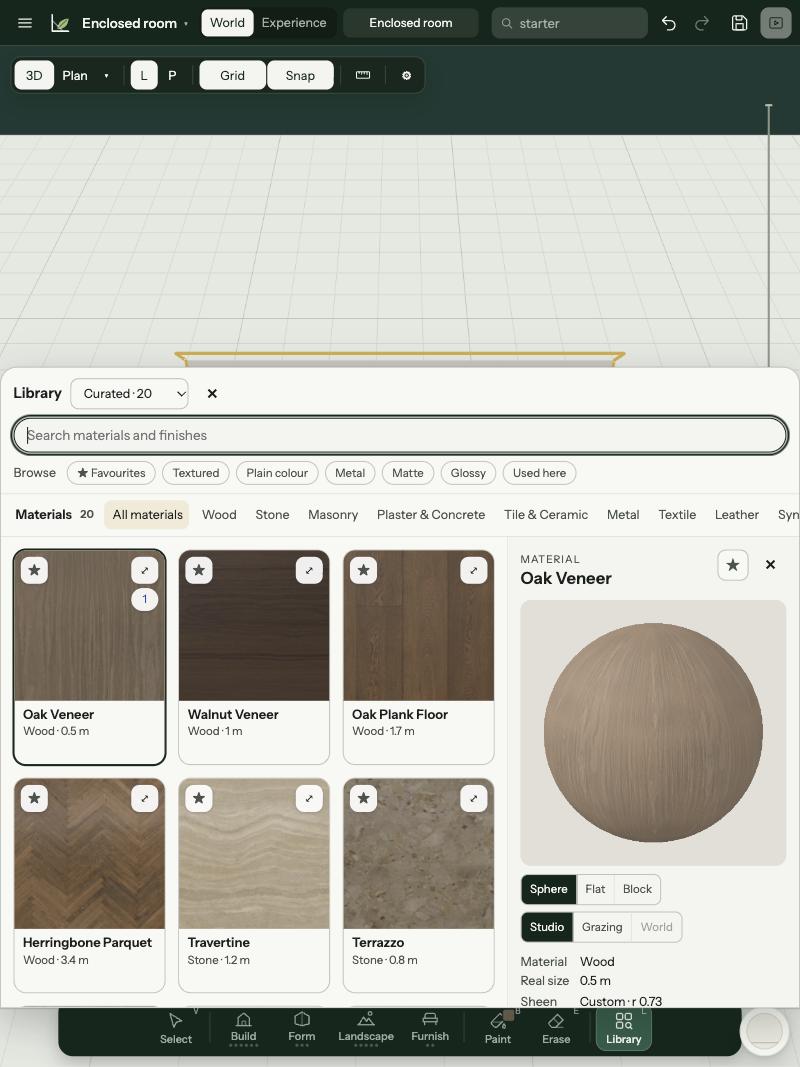 Enclosed room
World
Experience
Enclosed room
starter
3D
Plan
L
P
Grid
Snap
Library
Curated · 20
Search materials and finishes
Browse
Favourites
Textured
Plain colour
Metal
Matte
Glossy
Used here
Materials 20
All materials
Wood
Stone
Masonry
Plaster & Concrete
Tile & Ceramic
Metal
Textile
Leather
Syn
1
Oak Veneer
Wood · 0.5 m
Walnut Veneer
Wood · 1 m
Oak Plank Floor
Wood · 1.7 m
Herringbone Parquet
Wood · 3.4 m
Travertine
Stone · 1.2 m
Terrazzo
Stone · 0.8 m
MATERIAL
Oak Veneer
Sphere
Flat
Block
Studio
Grazing
World
Material Wood
Real size 0.5 m
Sheen Custom · r 0.73
V
Select
Build
Form
Landscape
Furnish
B
Paint
E
Erase
L
Library